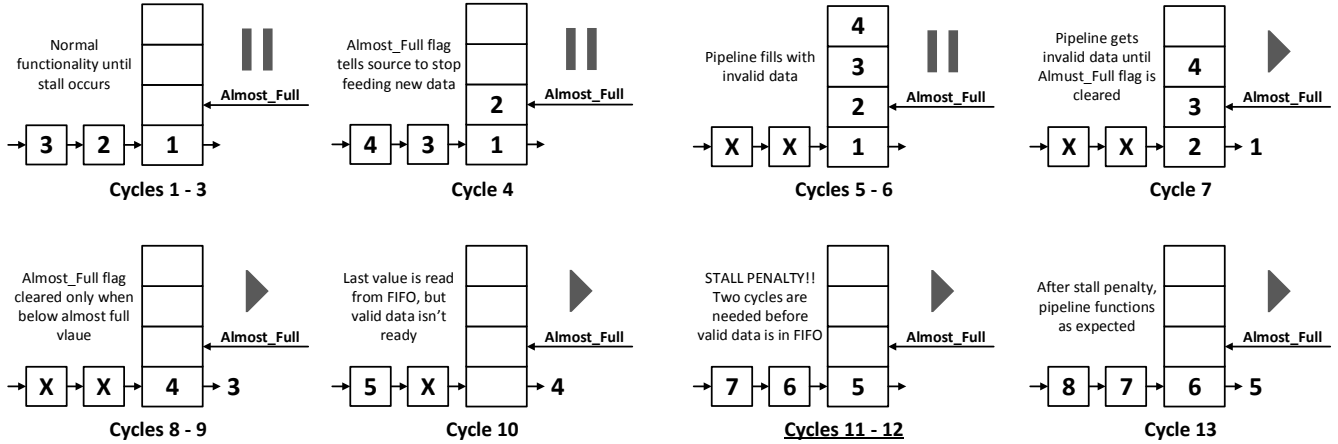 Normal
functionality until
stall occurs
Almost_Full
3 2 1
Cycles 1 - 3
Almost_Full flag
tells source to stop
feeding new data
Almost_Full
2
4 3 1
Cycle 4
Pipeline fills with
invalid data
4
3
Almost_Full
2
X X 1
Cycles 5 - 6
Pipeline gets
invalid data until
Almust_Full flag is
cleared
4
Almost_Full
3
X X 2 1
Cycle 7
Almost_Full flag
cleared only when
below almost full
vlaue
Almost_Full
X X 4 3
Cycles 8 - 9
Last value is read
from FIFO, but
valid data isn't
ready
Almost_Full
5 X 4
Cycle 10
STALL PENALTY!!
Two cycles are
needed before
valid data is in FIFO
Almost_Full
7 6 5
Cycles 11 - 12
After stall penalty,
pipeline functions
as expected
Almost_Full
8 7 6 5
Cycle 13